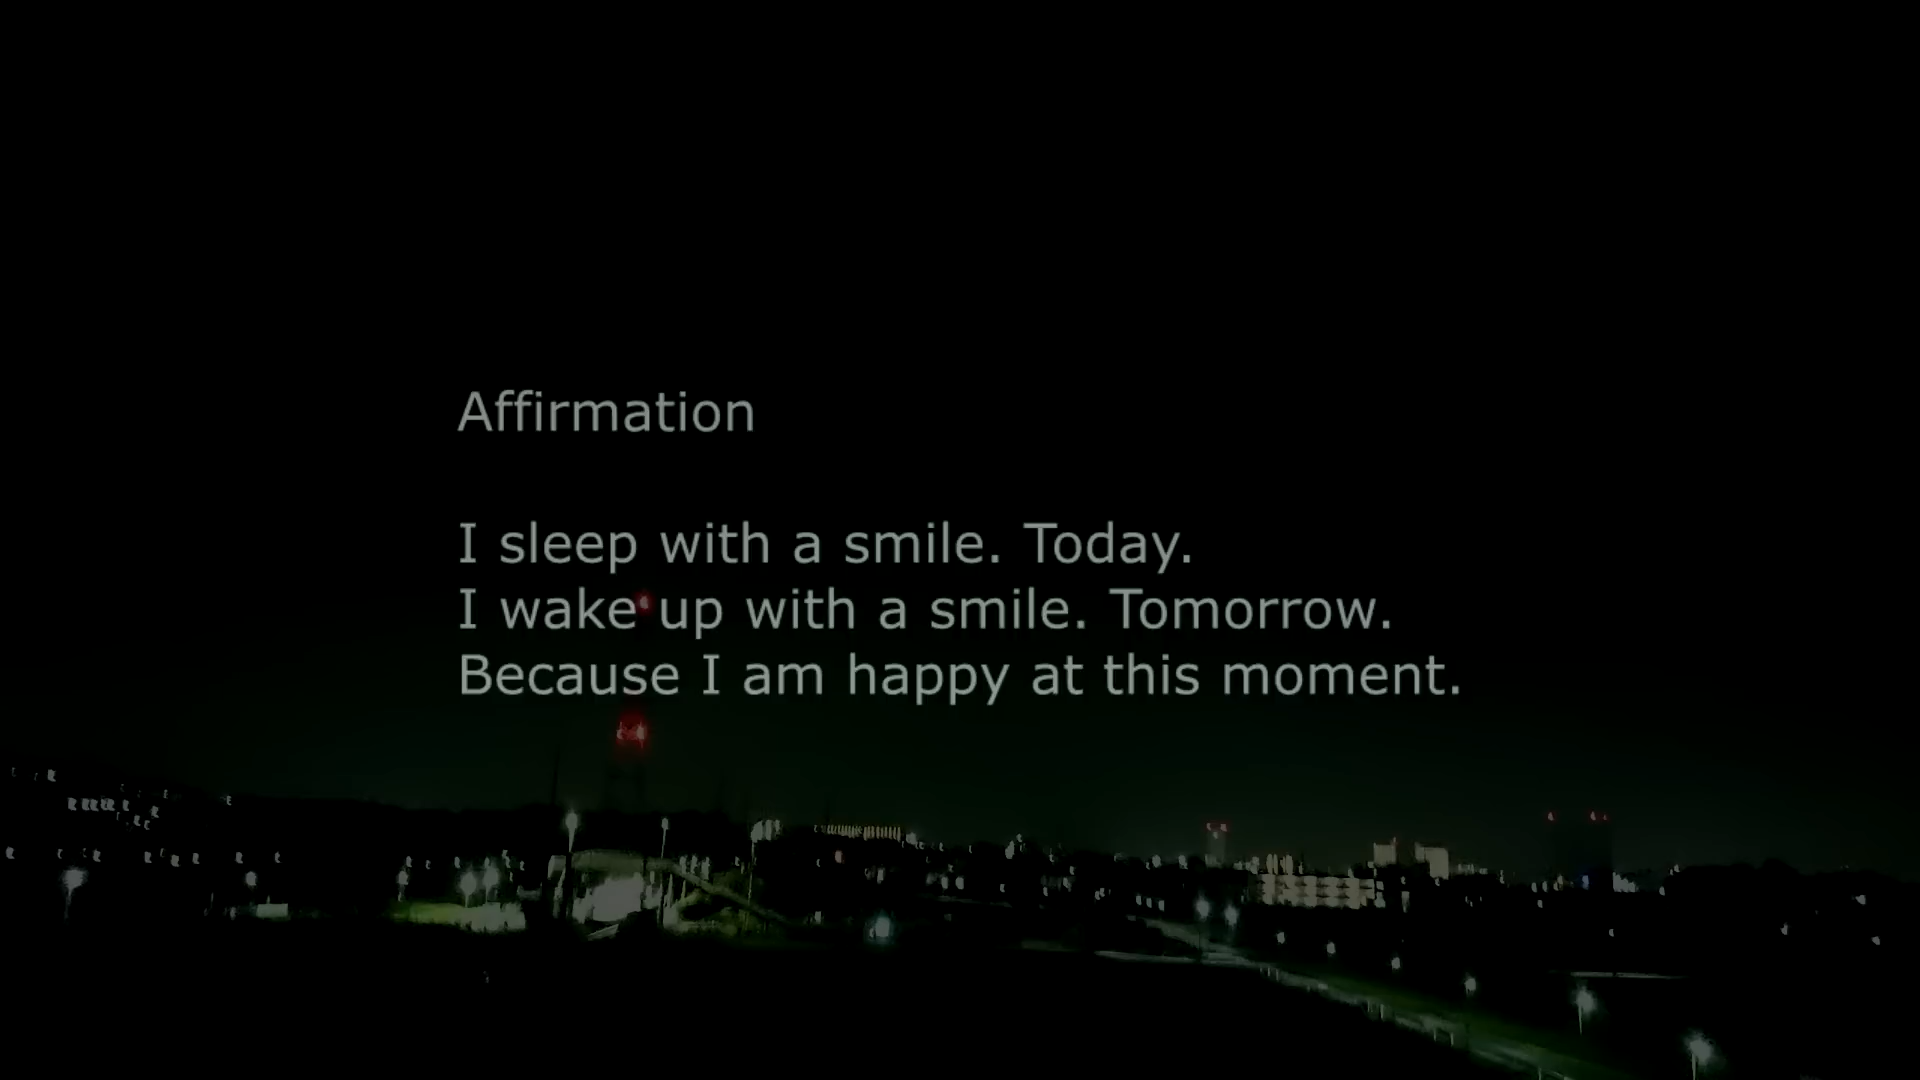 Affirmation
I sleep with a smile. Today.
I wake up with a smile. Tomorrow.
Because I am happy at this moment.